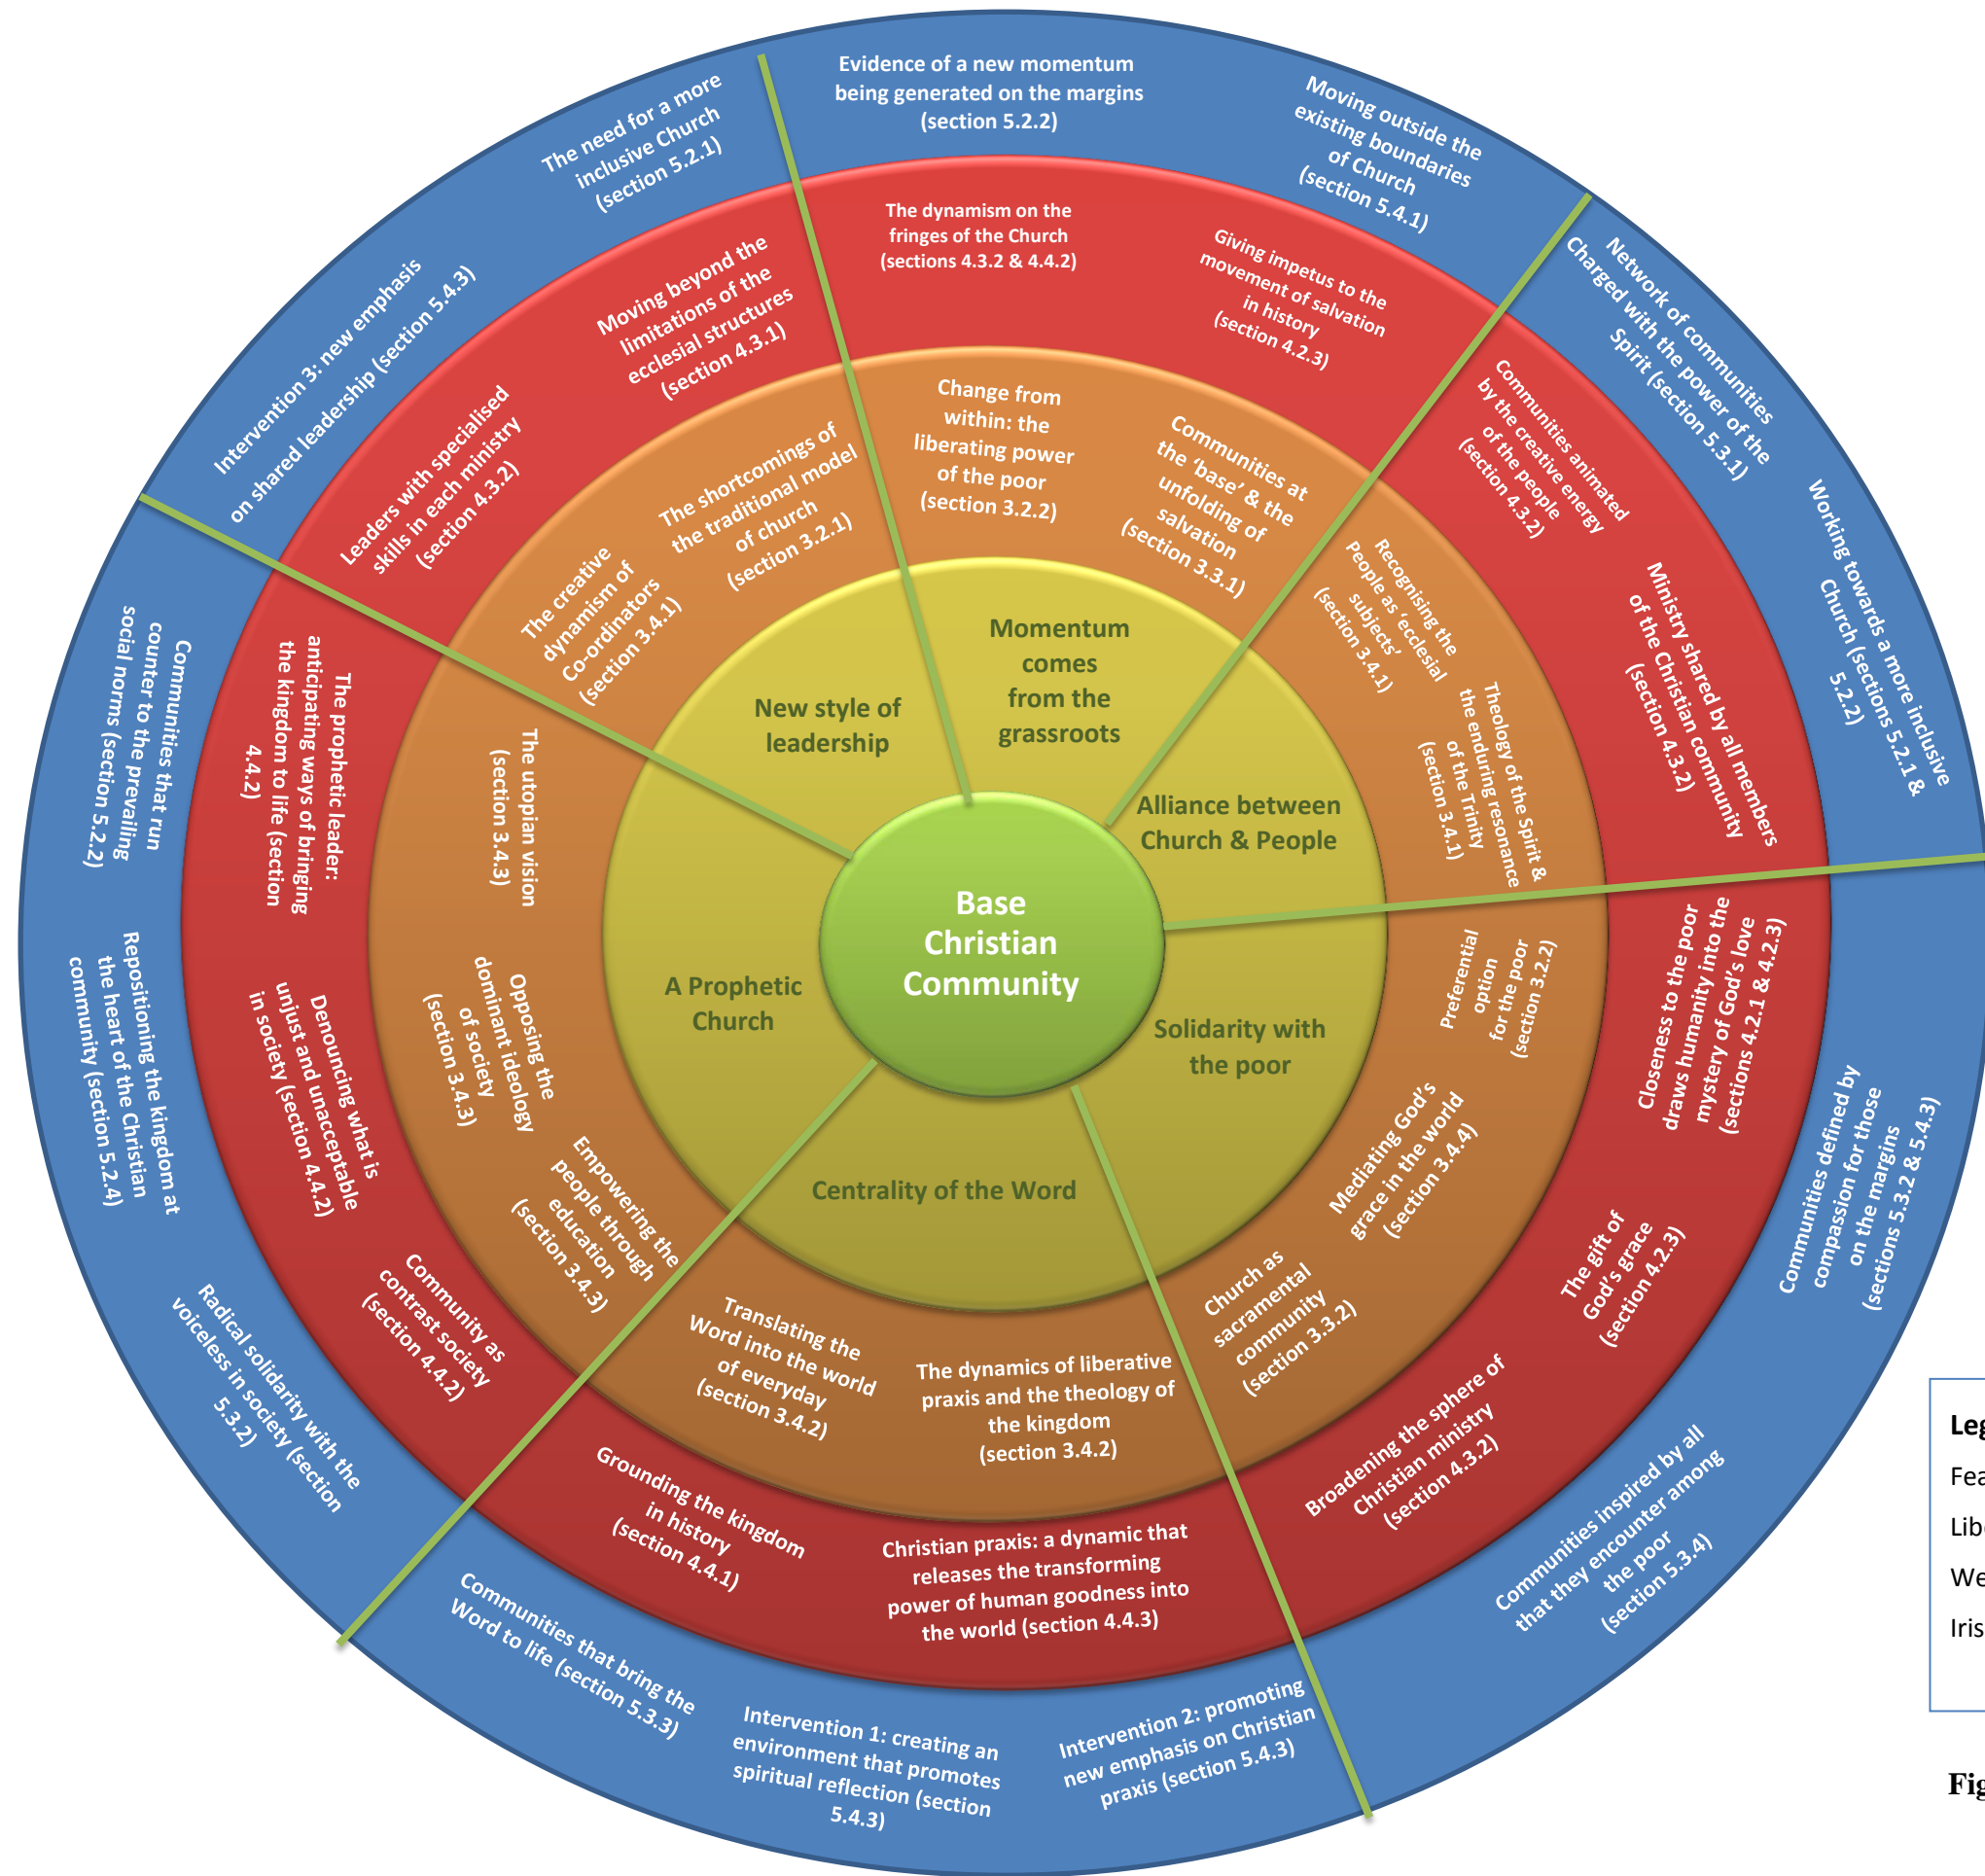 Base
Christian
Community
Momentum
comes
from the
grassroots
Alliance between
Church & People
Solidarity with
the poor
Centrality of the Word
A Prophetic
Church
New style of
leadership
Change from
within: the
liberating power
of the poor
(section 3.2.2)
Communities at
the ‘base’ & the
unfolding of
salvation
(section 3.3.1)
Recognising the
People as ‘ecclesial
subjects’
(section 3.4.1)
Theology of the Spirit &
the enduring resonance
of the Trinity
(section 3.4.1)
Preferential
option
for the poor
(section 3.2.2)
Mediating God’s
grace in the world
(section 3.4.4)
Church as
sacramental
community
(section 3.3.2)
The dynamics of liberative
praxis and the theology of
the kingdom
(section 3.4.2)
Translating the
Word into the world
of everyday
(section 3.4.2)
Empowering the
people through
education
(section 3.4.3)
Opposing the
dominant ideology
of society
(section 3.4.3)
The utopian vision
(section 3.4.3)
The creative
dynamism of
Co-ordinators
(section 3.4.1)
The shortcomings of
the traditional model
of church
(section 3.2.1)
The dynamism on the
fringes of the Church
(sections 4.3.2 & 4.4.2)
Giving impetus to the
movement of salvation
in history
(section 4.2.3)
Communities animated
by the creative energy
of the people
(section 4.3.2)
Ministry shared by all members
of the Christian community
(section 4.3.2)
Closeness to the poor
draws humanity into the
mystery of God’s love
(sections 4.2.1 & 4.2.3)
The gift of
God’s grace
(section 4.2.3)
Broadening the sphere of
Christian ministry
(section 4.3.2)
Christian praxis: a dynamic that
releases the transforming
power of human goodness into
the world (section 4.4.3)
Grounding the kingdom
in history
(section 4.4.1)
Community as
contrast society
(section 4.4.2)
Denouncing what is
unjust and unacceptable
in society (section 4.4.2)
The prophetic leader:
anticipating ways of bringing
the kingdom to life (section
4.4.2)
Leaders with specialised
skills in each ministry
(section 4.3.2)
Moving beyond the
limitations of the
ecclesial structures
(section 4.3.1)
Evidence of a new momentum
being generated on the margins
(section 5.2.2)
Moving outside the
existing boundaries
of Church
(section 5.4.1)
Network of communities
Charged with the power of the
Spirit (section 5.3.1)
Working towards a more inclusive
Church (sections 5.2.1 &
5.2.2)
Communities defined by
compassion for those
on the margins
(sections 5.3.2 & 5.4.3)
Communities inspired by all
that they encounter among
the poor
(section 5.3.4)
Intervention 2: promoting
new emphasis on Christian
praxis (section 5.4.3)
Intervention 1: creating an
environment that promotes
spiritual reflection (section
5.4.3)
Communities that bring the
Word to life (section 5.3.3)
Radical solidarity with the
voiceless in society (section
5.3.2)
Repositioning the kingdom at
the heart of the Christian
community (section 5.2.4)
Communities that run
counter to the prevailing
social norms (section 5.2.2)
Intervention 3: new emphasis
on shared leadership (section 5.4.3)
The need for a more
inclusive Church
(section 5.2.1)
Leg
Fea
Lib
We
Iris
Fig